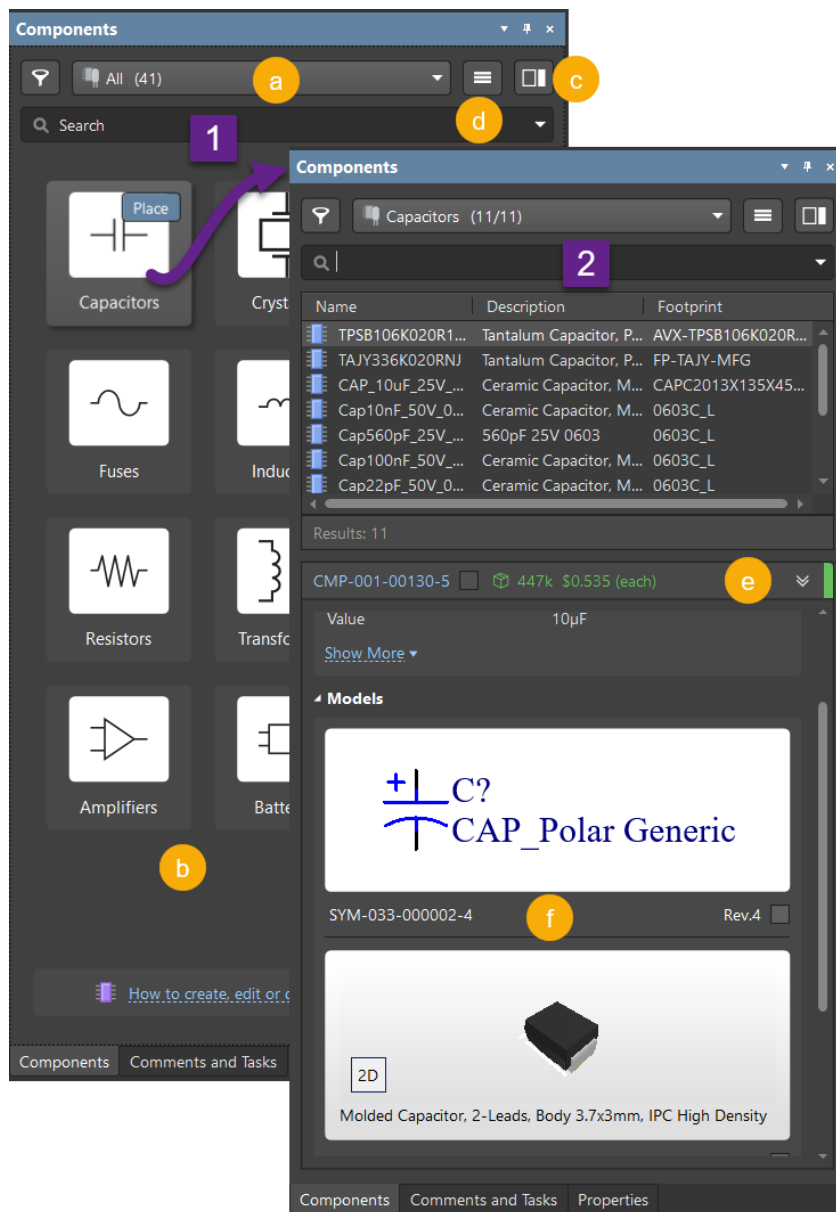 Components
All (41)
a
c
Search
d
1
Place
Capacitors
Cryst
Fuses
Induc
Resistors
Transfo
Amplifiers
Batte
b
How to create, edit or c
Components Comments and Tasks
Components
Capacitors (11/11)
2
Name Description Footprint
TPSB106K020R1... Tantalum Capacitor, P... AVX-TPSB106K020R...
TAJY336K020RNJ Tantalum Capacitor, P... FP-TAJY-MFG
CAP_10uF_25V_... Ceramic Capacitor, M... CAPC2013X135X45...
Cap10nF_50V_0... Ceramic Capacitor, M... 0603C_L
Cap560pF_25V_... 560pF 25V 0603 0603C_L
Cap100nF_50V_... Ceramic Capacitor, M... 0603C_L
Cap22pF_50V_0... Ceramic Capacitor, M... 0603C_L
Results: 11
CMP-001-00130-5 447k $0.535 (each) e
Value 10µF
Show More
Models
C?
CAP_Polar Generic
SYM-033-000002-4 f Rev.4
2D
Molded Capacitor, 2-Leads, Body 3.7x3mm, IPC High Density
Components Comments and Tasks Properties